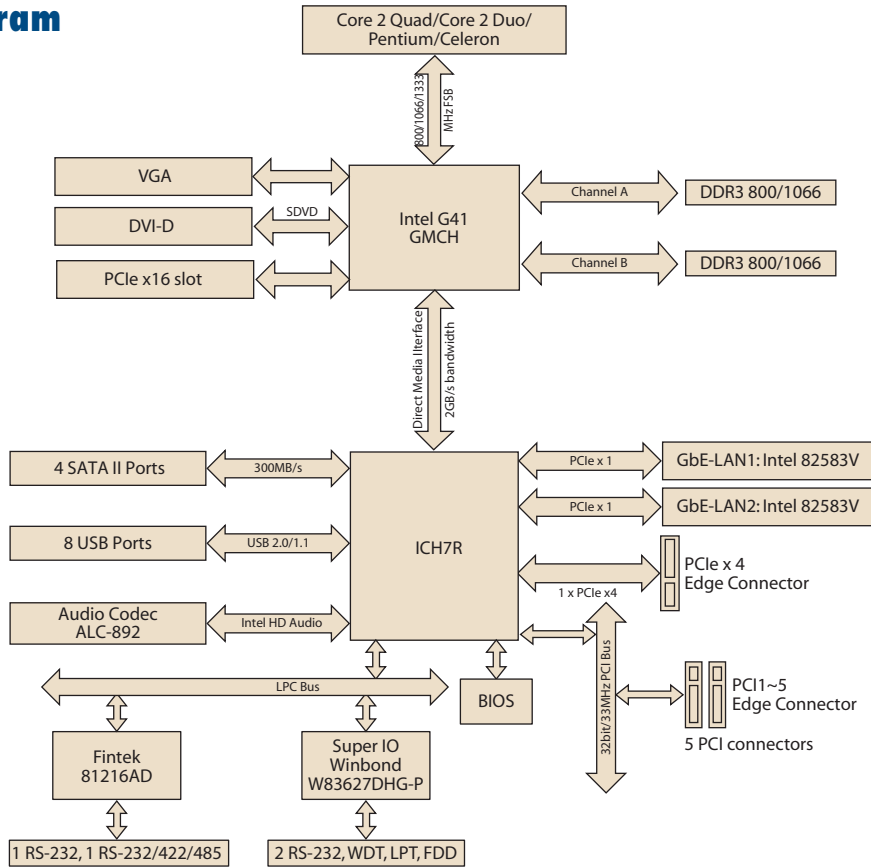 ram
Core 2 Quad/Core 2 Duo/
Pentium/Celeron
800/1066/1333
MHz FSB
VGA
SDVD
DVI-D
PCIe x16 slot
Intel G41
GMCH
Channel A
DDR3 800/1066
Channel B
DDR3 800/1066
Direct Media IIterface
2GB/s bandwidth
4 SATA II Ports
300MB/s
8 USB Ports
USB 2.0/1.1
Audio Codec
ALC-892
Intel HD Audio
ICH7R
PCIe x 1
GbE-LAN1: Intel 82583V
PCIe x 1
GbE-LAN2: Intel 82583V
1 x PCIe x4
PCIe x 4
Edge Connector
32bit/33MHz PCI Bus
PCI1~5
Edge Connector
5 PCI connectors
LPC Bus
BIOS
Fintek
81216AD
Super IO
Winbond
W83627DHG-P
1 RS-232, 1 RS-232/422/485
2 RS-232, WDT, LPT, FDD